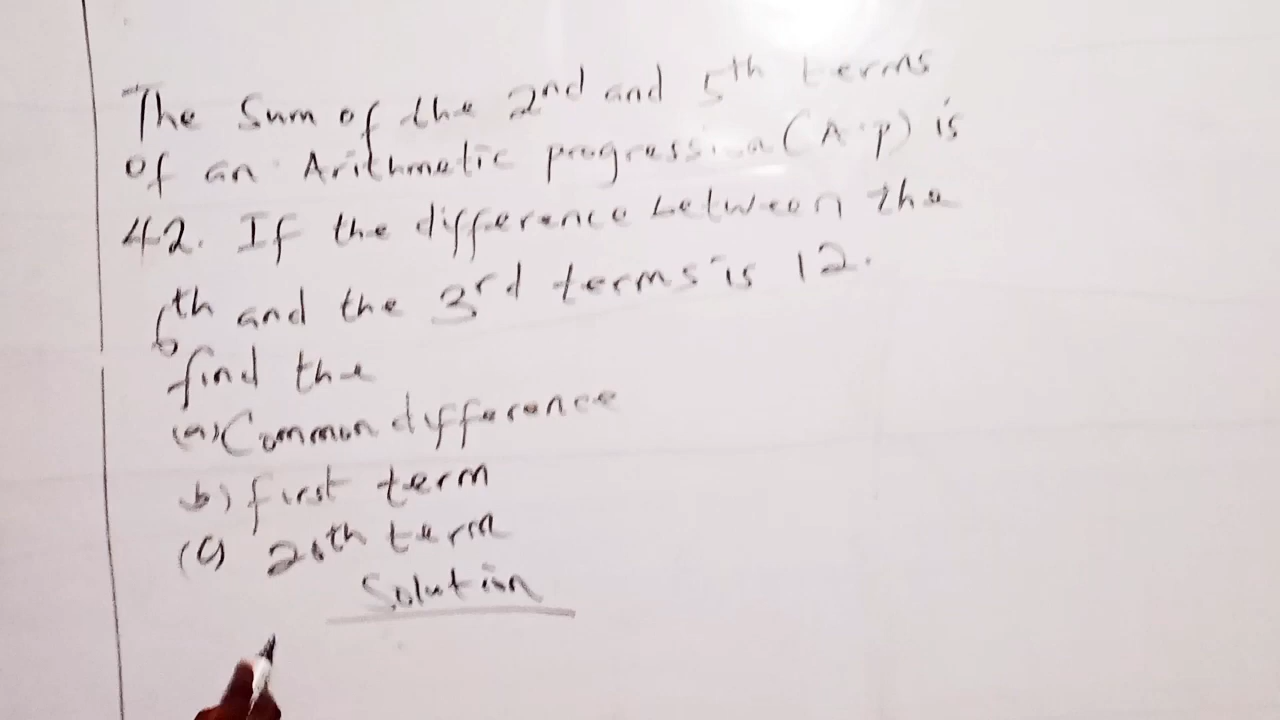 The Sum of the 2nd and 5th terms
of an Arithmetic progression (A.p) is
42. If the difference between the
6th and the 3rd terms is 12.
find the
(a) Common difference
b) first term
(c) 20th term
Solution